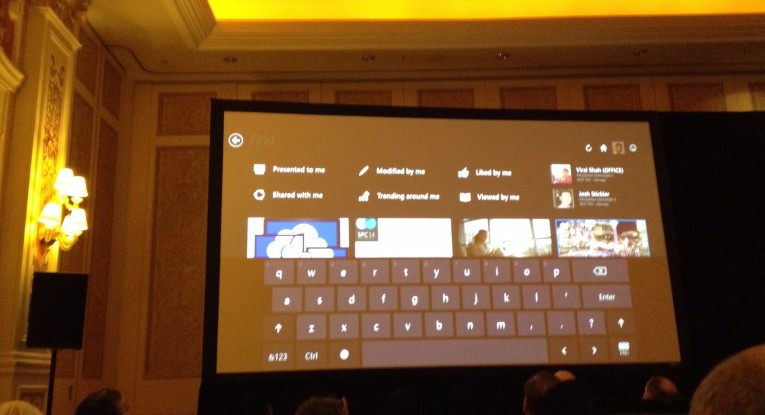 Find
Presented to me
Modified by me
Liked by me
Viral Shah (OFFICE)
Shared with me
Trending around me
Viewed by me
Josh Stickler
SPC14
q w e r t y u i o p
a s d f g h j k l ' Enter
z x c v b n m , . ?
&123 Ctrl < >